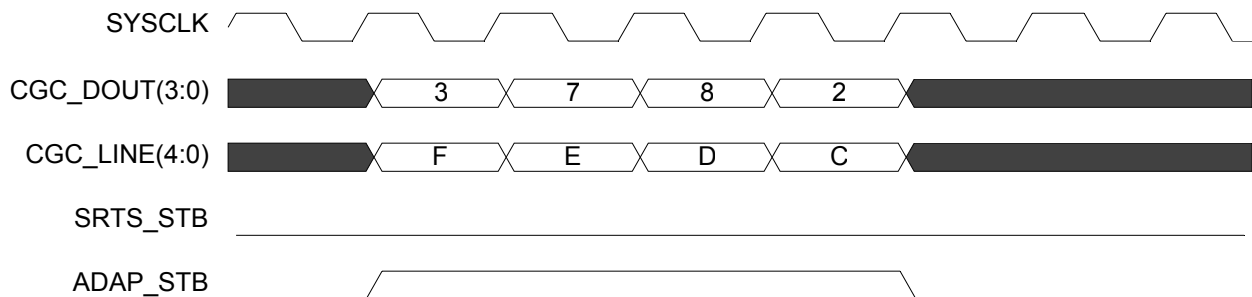 SYSCLK
CGC_DOUT(3:0) 3 7 8 2
CGC_LINE(4:0) F E D C
SRTS_STB
ADAP_STB